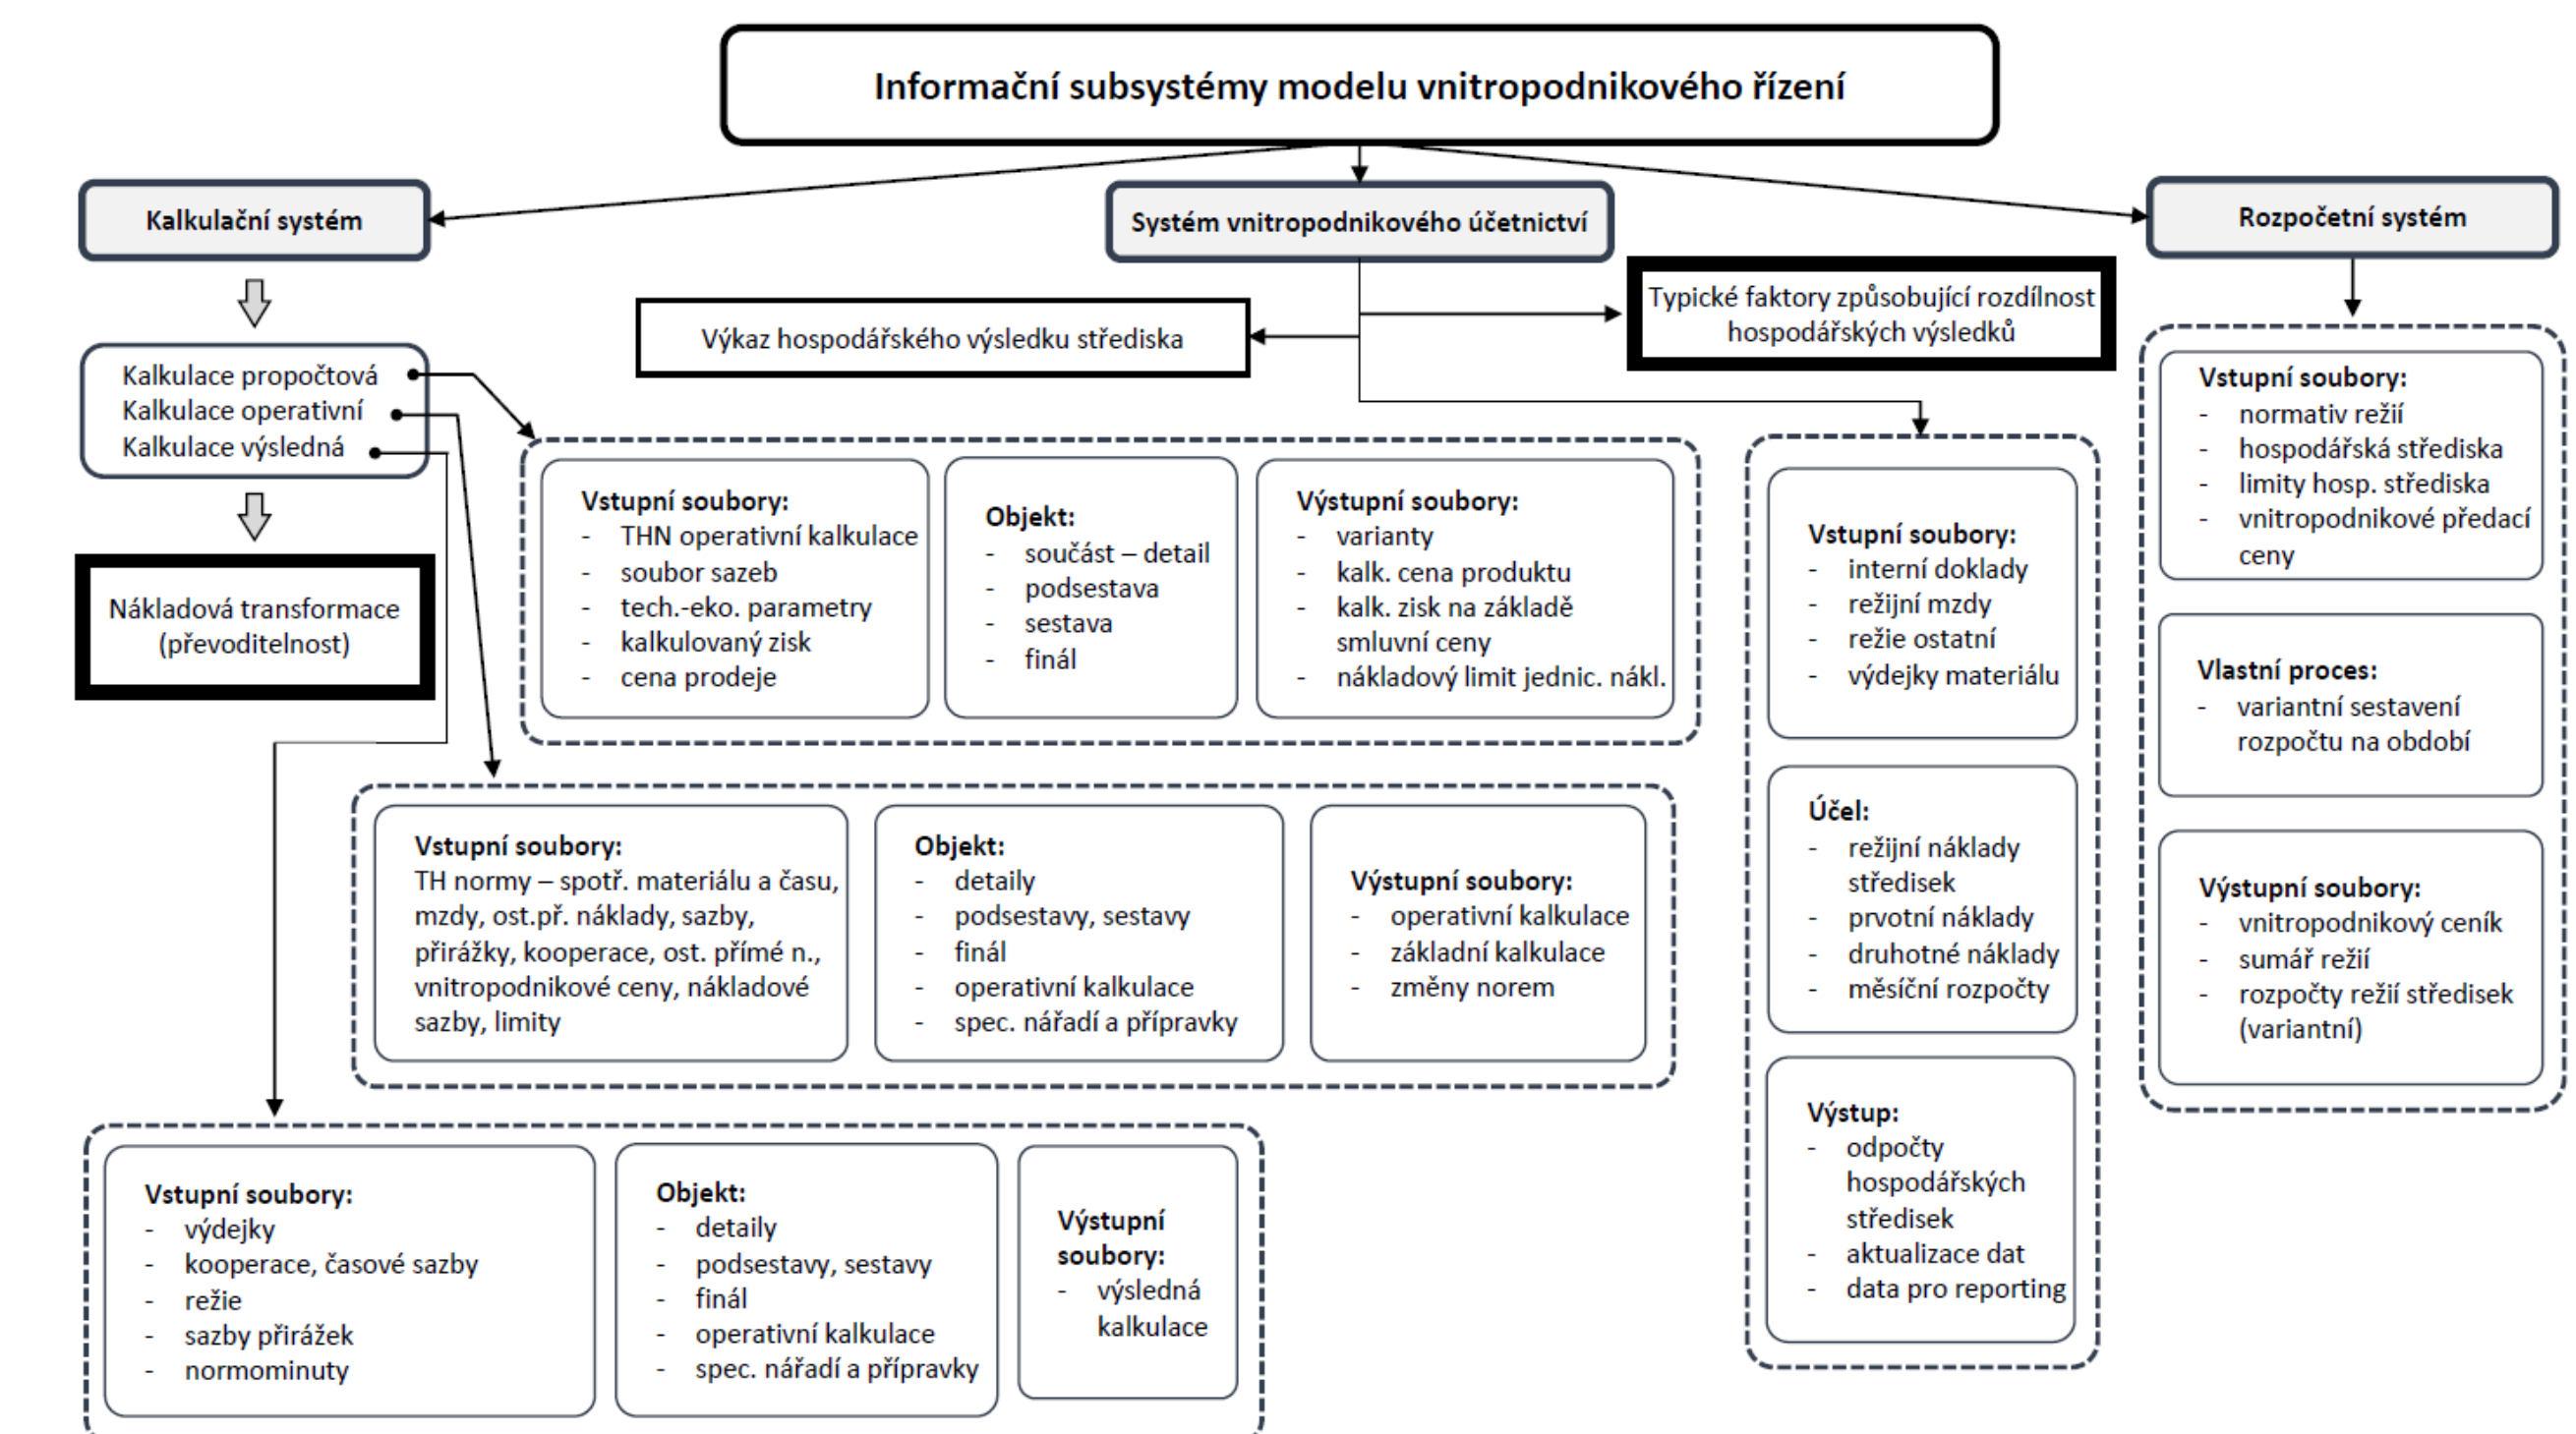 Informační subsystémy modelu vnitropodnikového řízení
Kalkulační systém
Systém vnitropodnikového účetnictví
Rozpočetní systém
Kalkulace propočtová
Kalkulace operativní
Kalkulace výsledná
Nákladová transformace
(převoditelnost)
Výkaz hospodářského výsledku střediska
Typické faktory způsobující rozdílnost
hospodářských výsledků
Vstupní soubory:
- THN operativní kalkulace
- soubor sazeb
- tech.-eko. parametry
- kalkulovaný zisk
- cena prodeje
Objekt:
- součást – detail
- podsestava
- sestava
- finál
Výstupní soubory:
- varianty
- kalk. cena produktu
- kalk. zisk na základě
smluvní ceny
- nákladový limit jednic. nákl.
Vstupní soubory:
TH normy – spotř. materiálu a času,
mzdy, ost.př. náklady, sazby,
přirážky, kooperace, ost. přímé n.,
vnitropodnikové ceny, nákladové
sazby, limity
Objekt:
- detaily
- podsestavy, sestavy
- finál
- operativní kalkulace
- spec. nářadí a přípravky
Výstupní soubory:
- operativní kalkulace
- základní kalkulace
- změny norem
Vstupní soubory:
- výdejky
- kooperace, časové sazby
- režie
- sazby přirážek
- normominuty
Objekt:
- detaily
- podsestavy, sestavy
- finál
- operativní kalkulace
- spec. nářadí a přípravky
Výstupní
soubory:
- výsledná
kalkulace
Vstupní soubory:
- interní doklady
- režijní mzdy
- režie ostatní
- výdejky materiálu
Účel:
- režijní náklady
středisek
- prvotní náklady
- druhotné náklady
- měsíční rozpočty
Výstup:
- odpočty
hospodářských
středisek
- aktualizace dat
- data pro reporting
Vstupní soubory:
- normativ režií
- hospodářská střediska
- limity hosp. střediska
- vnitropodnikové předací
ceny
Vlastní proces:
- variantní sestavení
rozpočtu na období
Výstupní soubory:
- vnitropodnikový ceník
- sumář režií
- rozpočty režií středisek
(variantní)